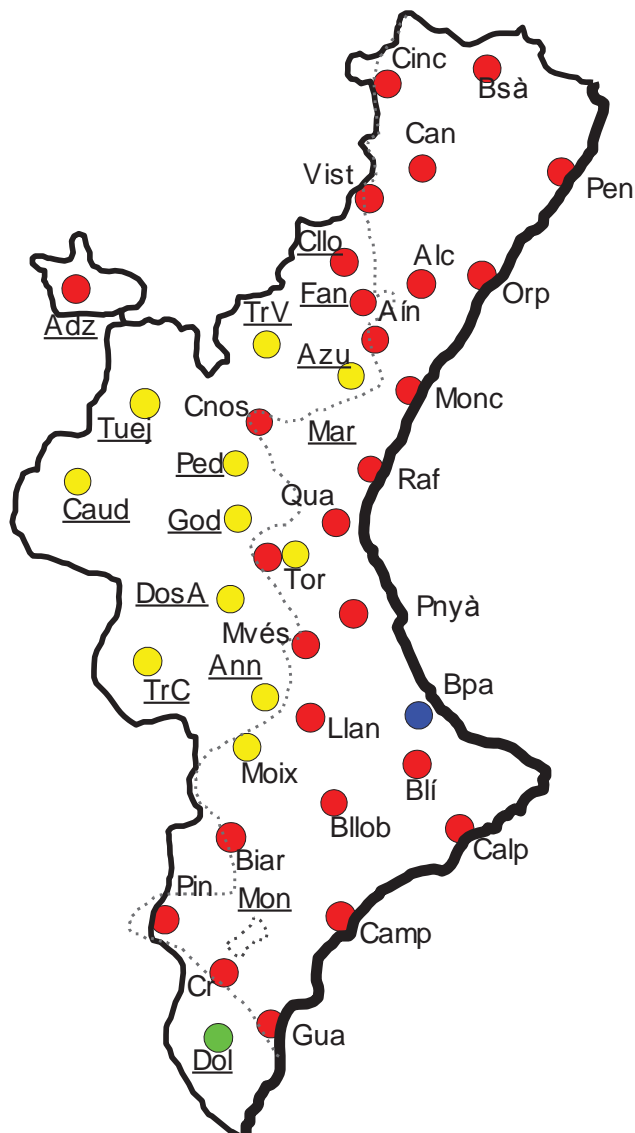 Cinc
Bsà
Can
Vist
Pen
Cllo
Alc
Orp
Fan
Adz
TrV
Aín
Azu
Cnos
Monc
Tuej
Mar
Ped
Raf
Caud
Qua
God
Tor
DosA
Pnyà
Mvés
Ann
Bpa
TrC
Llan
Moix
Blí
Bllob
Calp
Biar
Pin
Mon
Camp
Cr
Gua
Dol